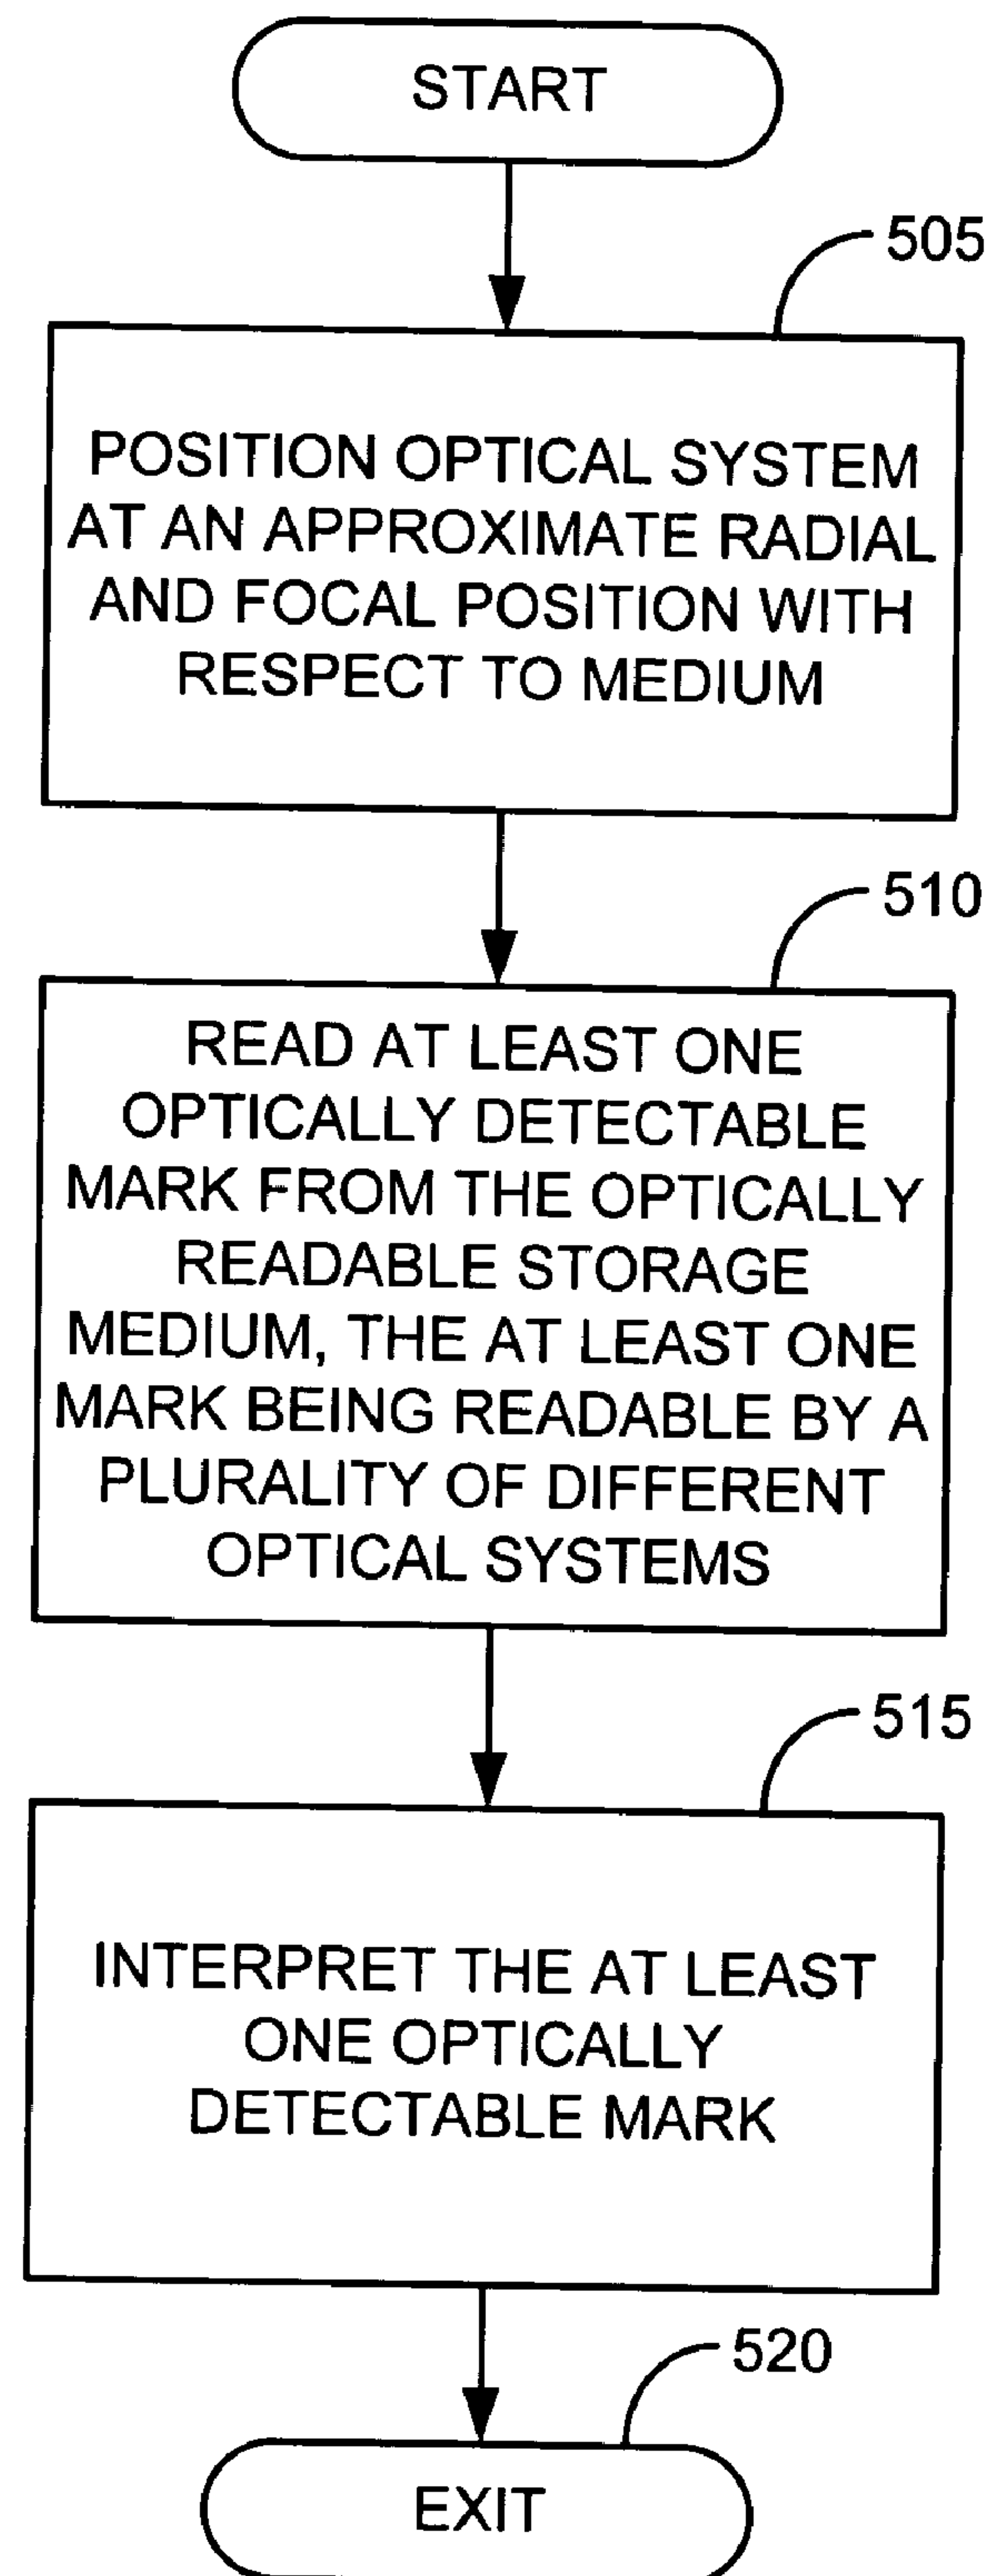 START
505
POSITION OPTICAL SYSTEM
AT AN APPROXIMATE RADIAL
AND FOCAL POSITION WITH
RESPECT TO MEDIUM
510
READ AT LEAST ONE
OPTICALLY DETECTABLE
MARK FROM THE OPTICALLY
READABLE STORAGE
MEDIUM, THE AT LEAST ONE
MARK BEING READABLE BY A
PLURALITY OF DIFFERENT
OPTICAL SYSTEMS
515
INTERPRET THE AT LEAST
ONE OPTICALLY
DETECTABLE MARK
520
EXIT